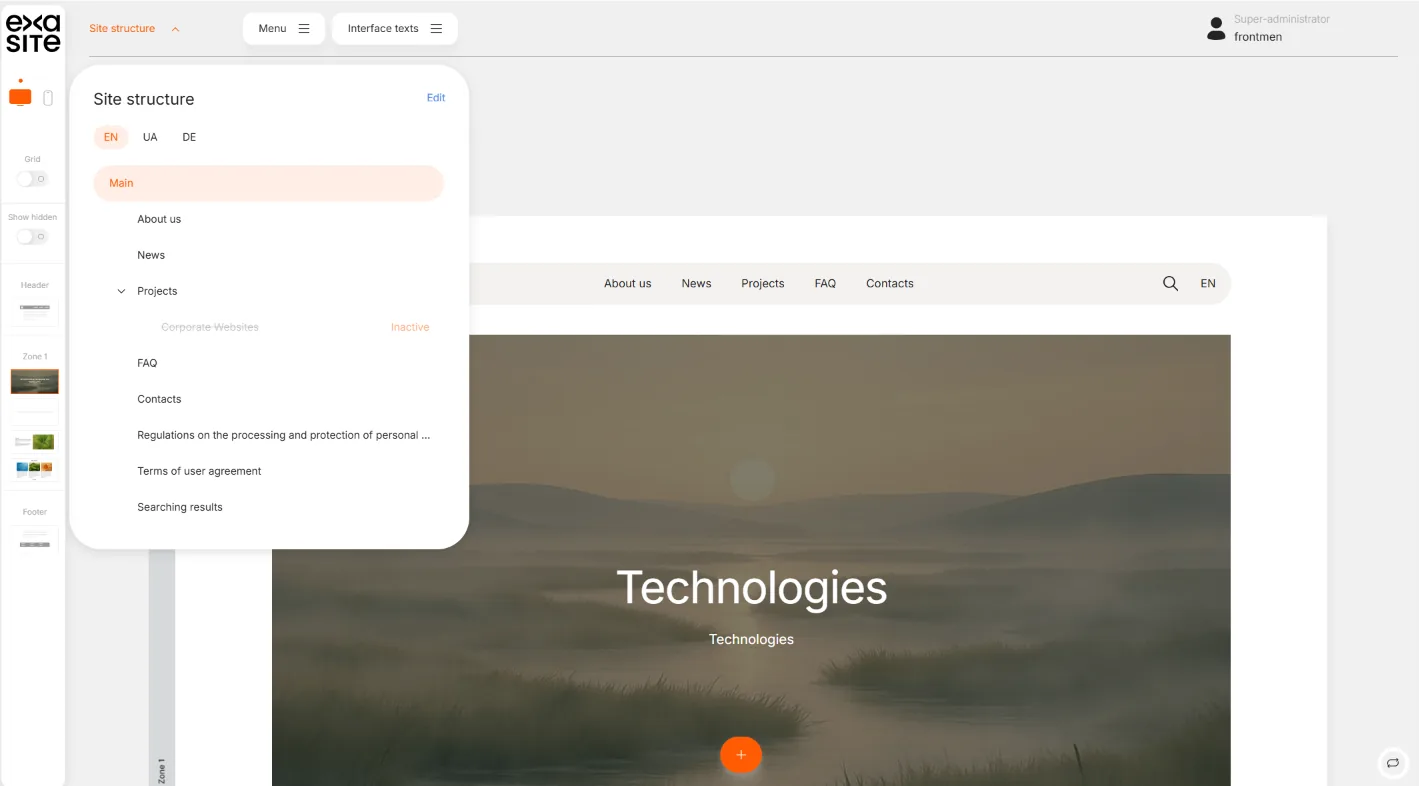 exa
SITE
Site structure
Menu
Interface texts
Super-administrator
frontmen
Site structure
Edit
EN
UA
DE
Main
About us
News
Projects
Corporate Websites
Inactive
FAQ
Contacts
Regulations on the processing and protection of personal ...
Terms of user agreement
Searching results
Grid
Show hidden
Header
Zone 1
Footer
About us
News
Projects
FAQ
Contacts
EN
Technologies
Technologies
+
Zone 1